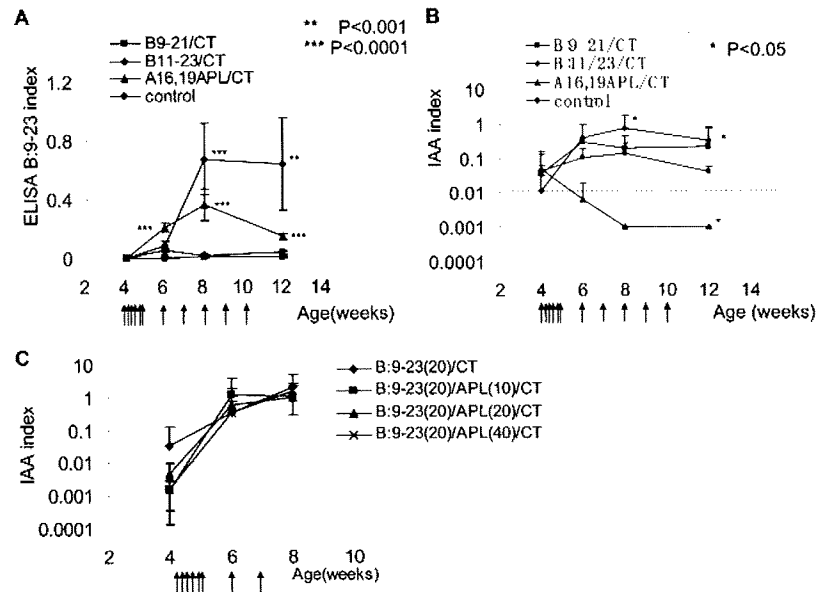 A
** P<0.001
*** P<0.0001
B9-21/CT
B11-23/CT
A16,19APL/CT
control
ELISA B:9-23 index
1.2
0.8
0.4
0
***
***
**
***
***
2 4 6 8 10 12 14
Age(weeks)
B
B:9 21/CT
B:11/23/CT
A16,19APL/CT
control
* P<0.05
IAA index
10
1
0.1
0.01
0.001
0.0001
*
*
*
2 4 6 8 10 12 14
Age (weeks)
C
B:9-23(20)/CT
B:9-23(20)/APL(10)/CT
B:9-23(20)/APL(20)/CT
B:9-23(20)/APL(40)/CT
IAA index
10
1
0.1
0.01
0.001
0.0001
2 4 6 8 10
Age(weeks)